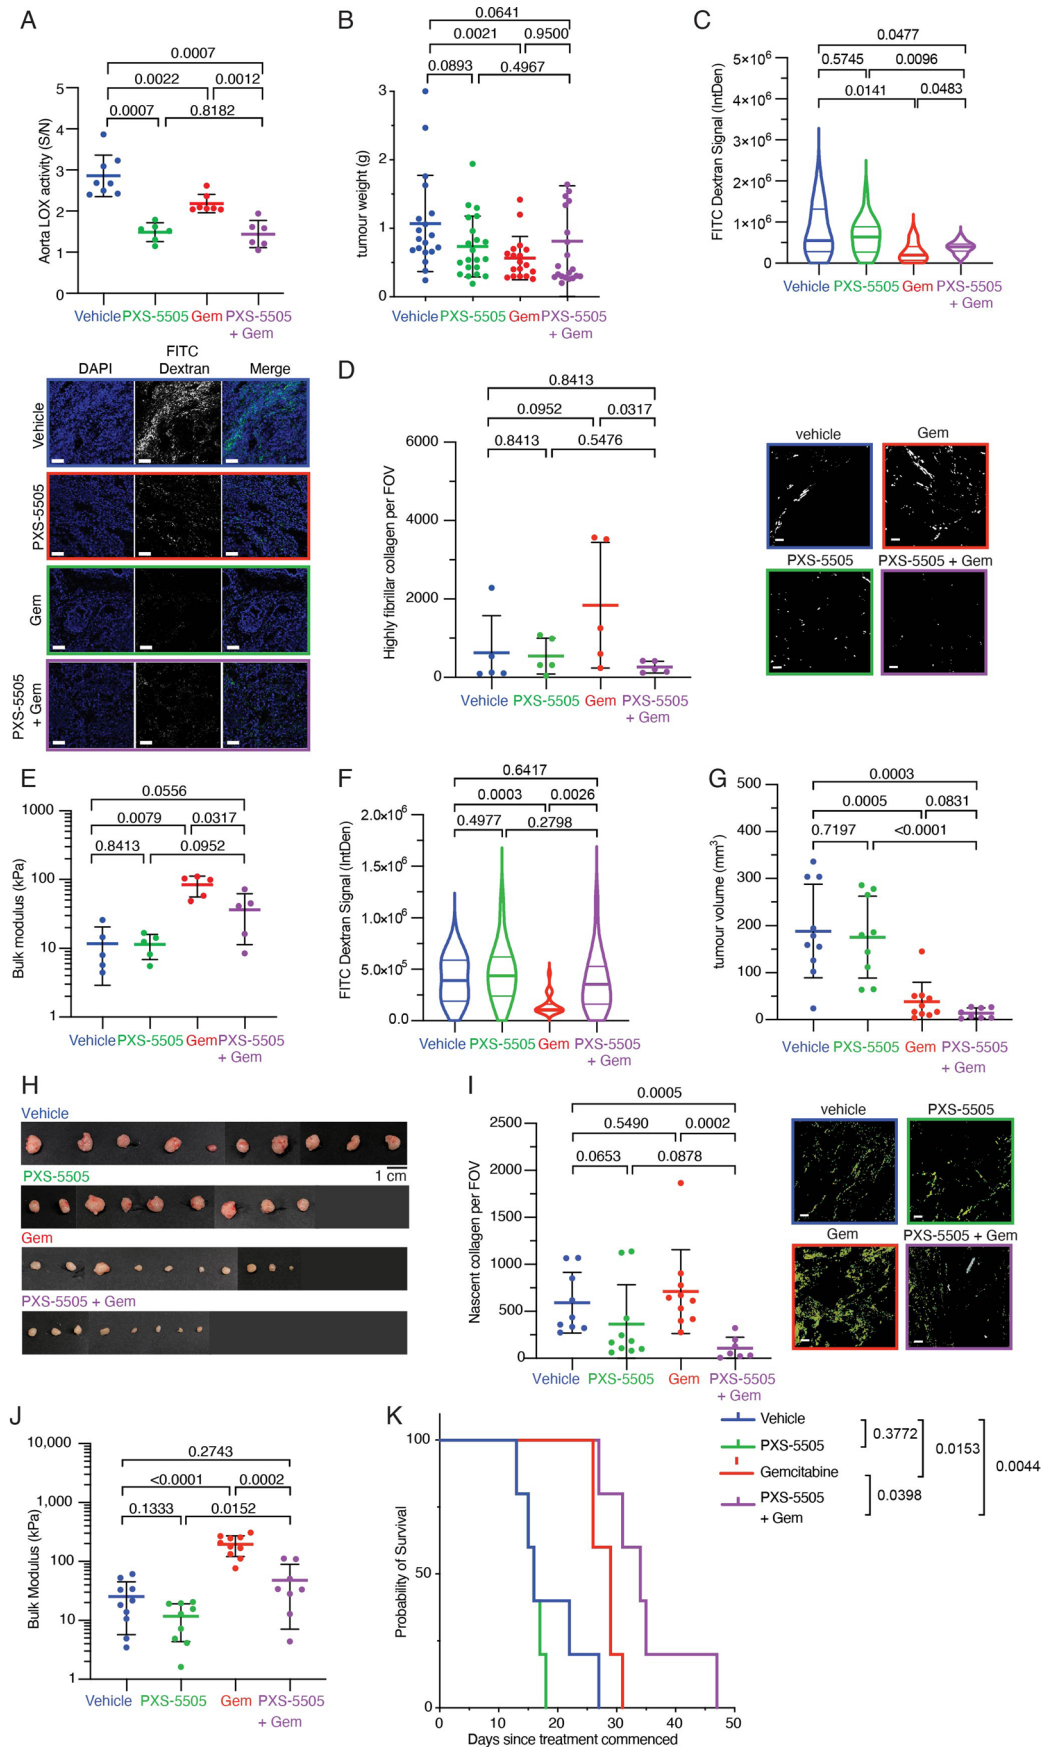 A
0.0007
0.0022
0.0012
0.0007
0.8182
Aorta LOX activity (S/N)
5
4
3
2
1
0
Vehicle
PXS-5505
Gem
PXS-5505
+ Gem
B
0.0641
0.0021
0.9500
0.0893
0.4967
tumour weight (g)
3
2
1
0
Vehicle
PXS-5505
Gem
PXS-5505
+ Gem
C
0.0477
0.5745
0.0096
0.0141
0.0483
FITC Dextran Signal (IntDen)
5×10⁶
4×10⁶
3×10⁶
2×10⁶
1×10⁶
0
Vehicle
PXS-5505
Gem
PXS-5505
+ Gem
DAPI
FITC
Dextran
Merge
Vehicle
PXS-5505
Gem
PXS-5505
+ Gem
D
0.8413
0.0952
0.0317
0.8413
0.5476
Highly fibrillar collagen per FOV
6000
4000
2000
0
Vehicle
PXS-5505
Gem
PXS-5505
+ Gem
vehicle
Gem
PXS-5505
PXS-5505 + Gem
E
0.0556
0.0079
0.0317
0.8413
0.0952
Bulk modulus (kPa)
1000
100
10
1
Vehicle
PXS-5505
Gem
PXS-5505
+ Gem
F
0.6417
0.0003
0.0026
0.4977
0.2798
FITC Dextran Signal (IntDen)
2.0×10⁶
1.5×10⁶
1.0×10⁶
5.0×10⁵
0.0
Vehicle
PXS-5505
Gem
PXS-5505
+ Gem
G
0.0003
0.0005
0.0831
0.7197
<0.0001
tumour volume (mm³)
500
400
300
200
100
0
Vehicle
PXS-5505
Gem
PXS-5505
+ Gem
H
Vehicle
1 cm
PXS-5505
Gem
PXS-5505 + Gem
I
0.0005
0.5490
0.0002
0.0653
0.0878
Nascent collagen per FOV
2500
2000
1500
1000
500
0
Vehicle
PXS-5505
Gem
PXS-5505
+ Gem
vehicle
PXS-5505
Gem
PXS-5505 + Gem
J
0.2743
<0.0001
0.0002
0.1333
0.0152
Bulk Modulus (kPa)
10,000
1,000
100
10
1
Vehicle
PXS-5505
Gem
PXS-5505
+ Gem
K
Probability of Survival
100
50
0
0
10
20
30
40
50
Days since treatment commenced
Vehicle
PXS-5505
Gemcitabine
PXS-5505
+ Gem
0.3772
0.0153
0.0044
0.0398